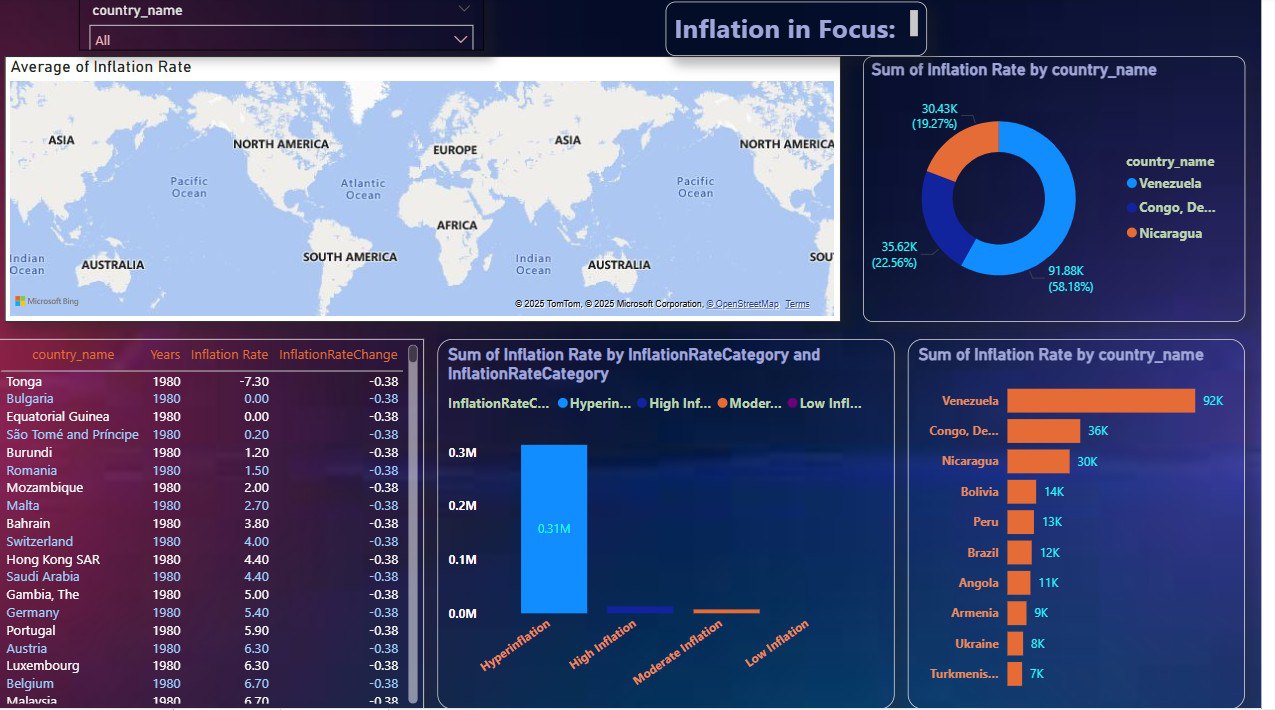 country_name
All
Inflation in Focus:
Average of Inflation Rate
ASIA
NORTH AMERICA
EUROPE
ASIA
NORTH AMERICA
Pacific
Ocean
Atlantic
Ocean
Pacific
Ocean
AFRICA
Indian
Ocean
AUSTRALIA
SOUTH AMERICA
Indian
Ocean
AUSTRALIA
SOU
Microsoft Bing
© 2025 TomTom, © 2025 Microsoft Corporation, © OpenStreetMap Terms
Sum of Inflation Rate by country_name
30.43K
(19.27%)
35.62K
(22.56%)
91.88K
(58.18%)
country_name
Venezuela
Congo, De...
Nicaragua
country_name Years Inflation Rate InflationRateChange
Tonga 1980 -7.30 -0.38
Bulgaria 1980 0.00 -0.38
Equatorial Guinea 1980 0.00 -0.38
São Tomé and Príncipe 1980 0.20 -0.38
Burundi 1980 1.20 -0.38
Romania 1980 1.50 -0.38
Mozambique 1980 2.00 -0.38
Malta 1980 2.70 -0.38
Bahrain 1980 3.80 -0.38
Switzerland 1980 4.00 -0.38
Hong Kong SAR 1980 4.40 -0.38
Saudi Arabia 1980 4.40 -0.38
Gambia, The 1980 5.00 -0.38
Germany 1980 5.40 -0.38
Portugal 1980 5.90 -0.38
Austria 1980 6.30 -0.38
Luxembourg 1980 6.30 -0.38
Belgium 1980 6.70 -0.38
Malaysia 1980 6.70 -0.38
Sum of Inflation Rate by InflationRateCategory and
InflationRateCategory
InflationRateC... Hyperin... High Inf... Moder... Low Infl...
0.3M
0.2M
0.1M
0.0M
0.31M
Hyperinflation
High Inflation
Moderate Inflation
Low Inflation
Sum of Inflation Rate by country_name
Venezuela 92K
Congo, De... 36K
Nicaragua 30K
Bolivia 14K
Peru 13K
Brazil 12K
Angola 11K
Armenia 9K
Ukraine 8K
Turkmenis... 7K